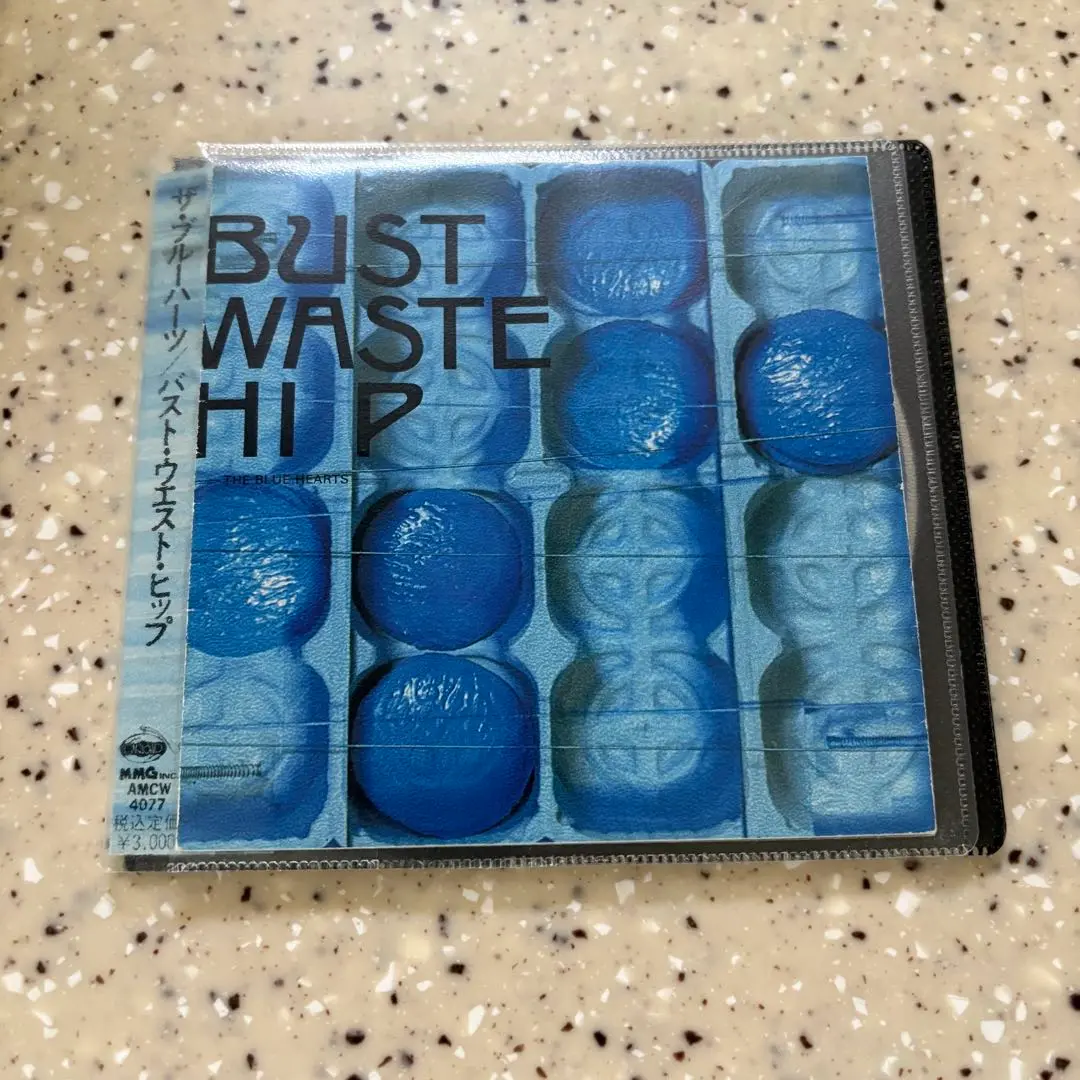 ザ・ブルーハーツ/バスト・ウエスト・ヒップ
BUST
WASTE
HIP
THE BLUE HEARTS
MMG INC.
AMCW
4077
税込定価
¥3,000